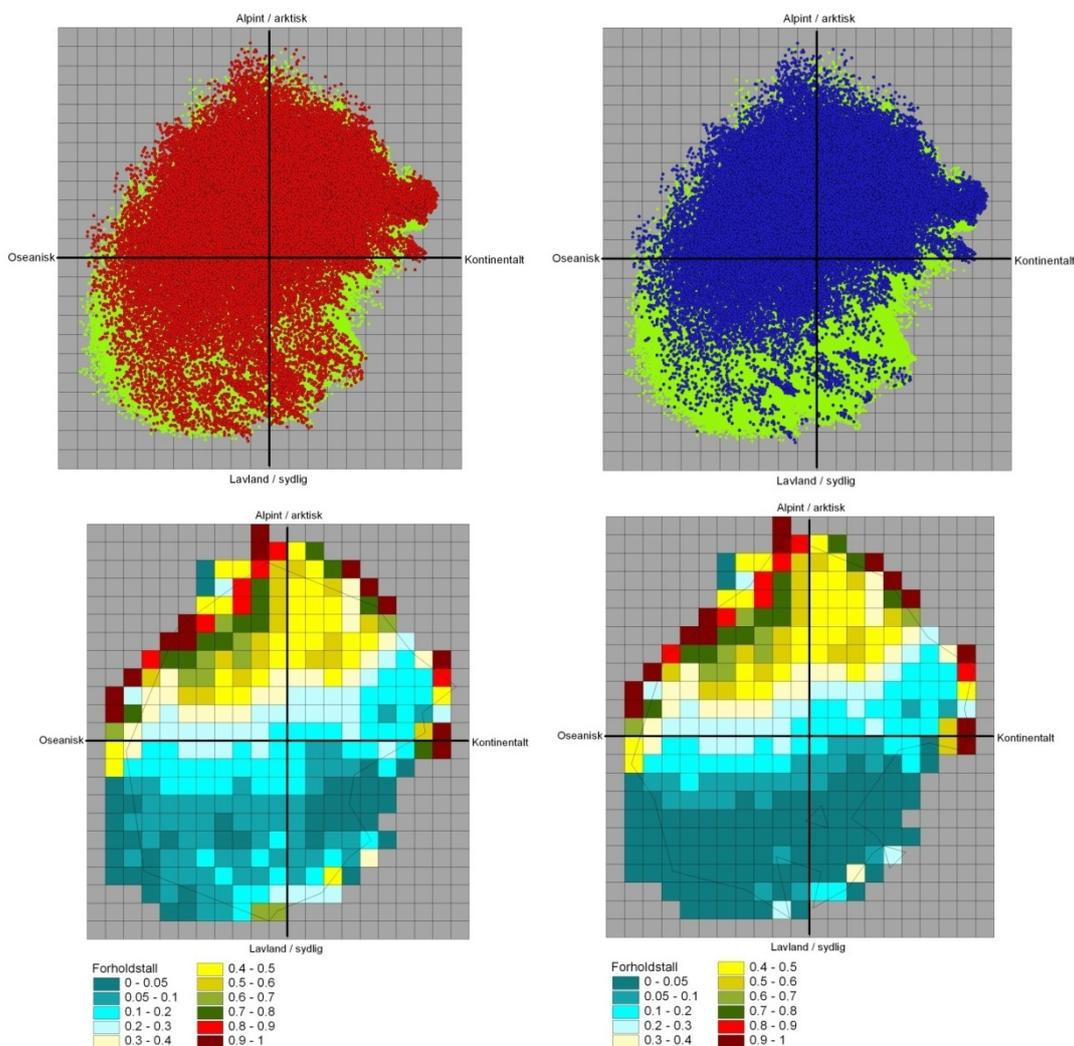 Alpint / arktisk
Oseanisk
Kontinentalt
Lavland / sydlig
Alpint / arktisk
Oseanisk
Kontinentalt
Lavland / sydlig
Alpint / arktisk
Oseanisk
Kontinentalt
Lavland / sydlig
Forholdstall
0 - 0.05
0.05 - 0.1
0.1 - 0.2
0.2 - 0.3
0.3 - 0.4
0.4 - 0.5
0.5 - 0.6
0.6 - 0.7
0.7 - 0.8
0.8 - 0.9
0.9 - 1
Alpint / arktisk
Oseanisk
Kontinentalt
Lavland / sydlig
Forholdstall
0 - 0.05
0.05 - 0.1
0.1 - 0.2
0.2 - 0.3
0.3 - 0.4
0.4 - 0.5
0.5 - 0.6
0.6 - 0.7
0.7 - 0.8
0.8 - 0.9
0.9 - 1